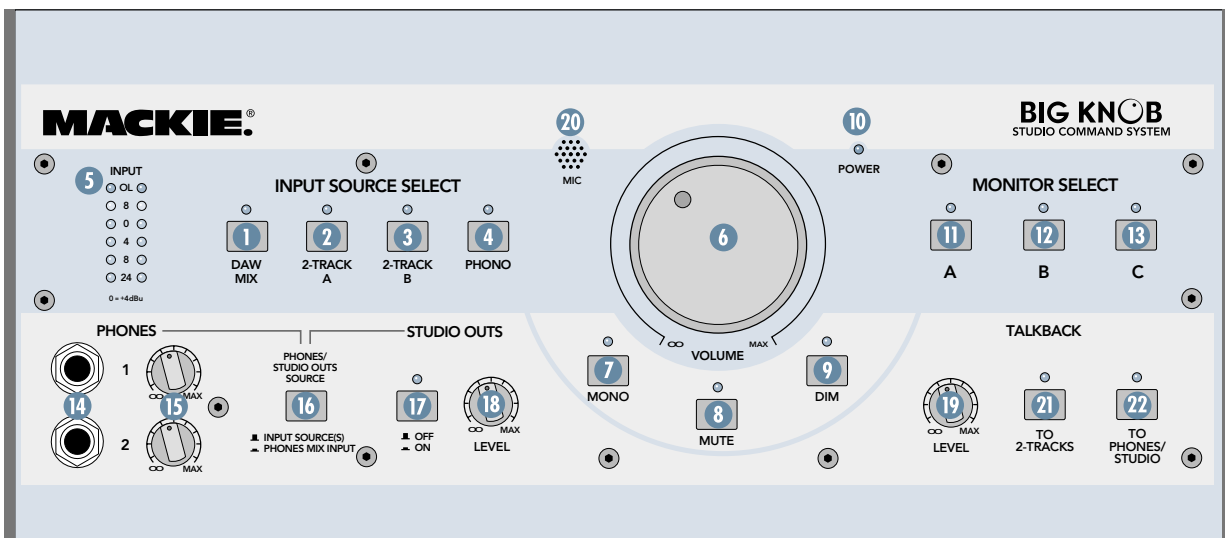 MACKIE.®
20
MIC
10
POWER
BIG KNOB
STUDIO COMMAND SYSTEM
5
INPUT
OL
8
0
4
8
24
0 = +4dBu
INPUT SOURCE SELECT
1
DAW
MIX
2
2-TRACK
A
3
2-TRACK
B
4
PHONO
6
∞
MAX
VOLUME
MONITOR SELECT
11
A
12
B
13
C
PHONES
STUDIO OUTS
14
1
2
15
∞
MAX
∞
MAX
PHONES/
STUDIO OUTS
SOURCE
16
INPUT SOURCE(S)
PHONES MIX INPUT
17
OFF
ON
18
∞
MAX
LEVEL
7
MONO
8
MUTE
9
DIM
TALKBACK
19
∞
MAX
LEVEL
21
TO
2-TRACKS
22
TO
PHONES/
STUDIO